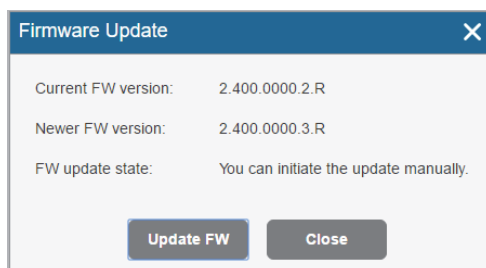 Firmware Update
Current FW version: 2.400.0000.2.R
Newer FW version: 2.400.0000.3.R
FW update state: You can initiate the update manually.
Update FW Close